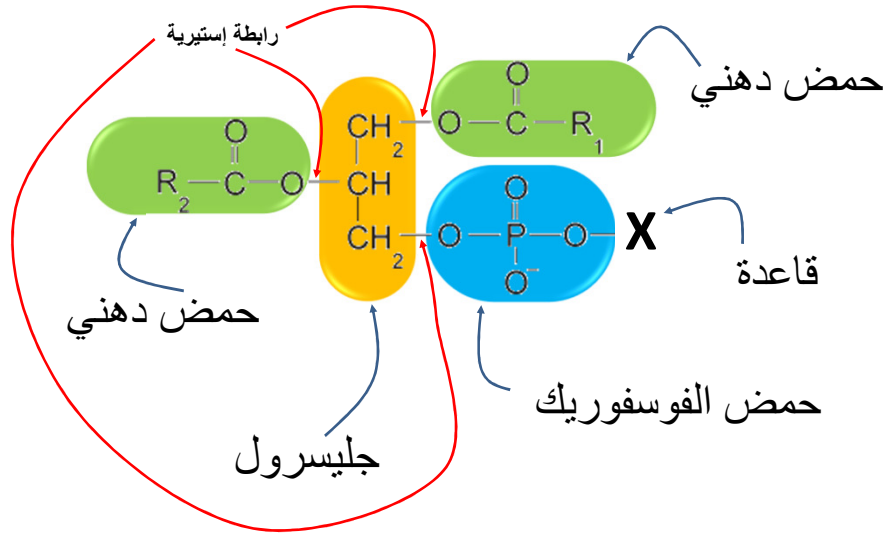 رابطة إستيرية
حمض دهني
O
CH2 — O — C — R1
O
R2 — C — O — CH
O
CH2 — O — P — O — X
O-
قاعدة
حمض دهني
حمض الفوسفوريك
جليسرول